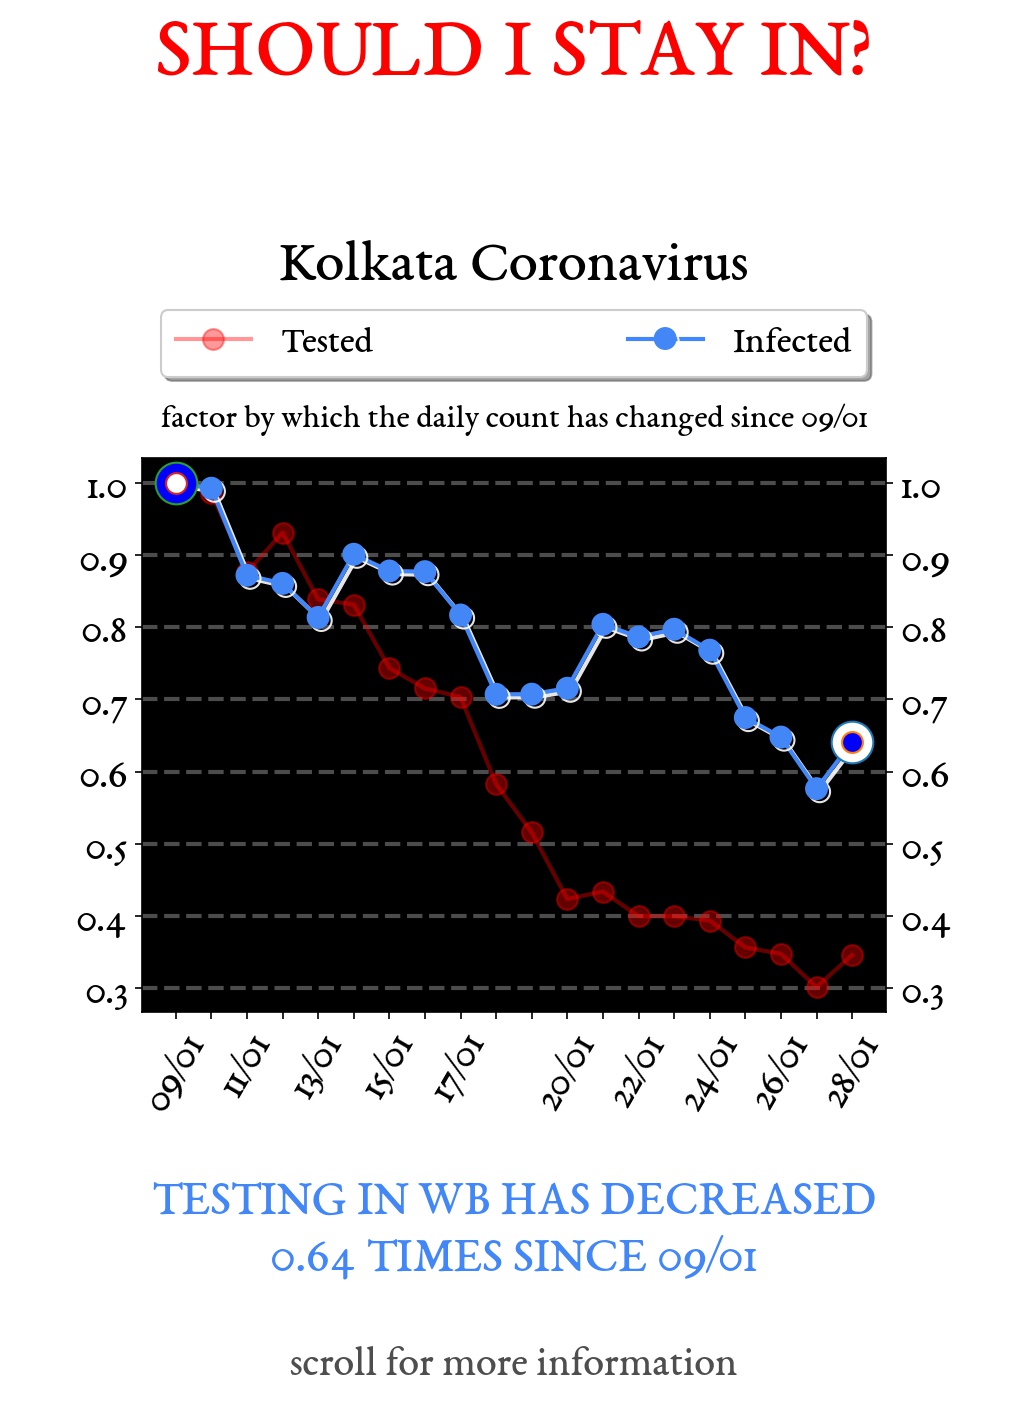 SHOULD I STAY IN?
Kolkata Coronavirus
Tested Infected
factor by which the daily count has changed since 09/01
1.0 1.0
0.9 0.9
0.8 0.8
0.7 0.7
0.6 0.6
0.5 0.5
0.4 0.4
0.3 0.3
09/01 11/01 13/01 15/01 17/01 20/01 22/01 24/01 26/01 28/01
TESTING IN WB HAS DECREASED
0.64 TIMES SINCE 09/01
scroll for more information